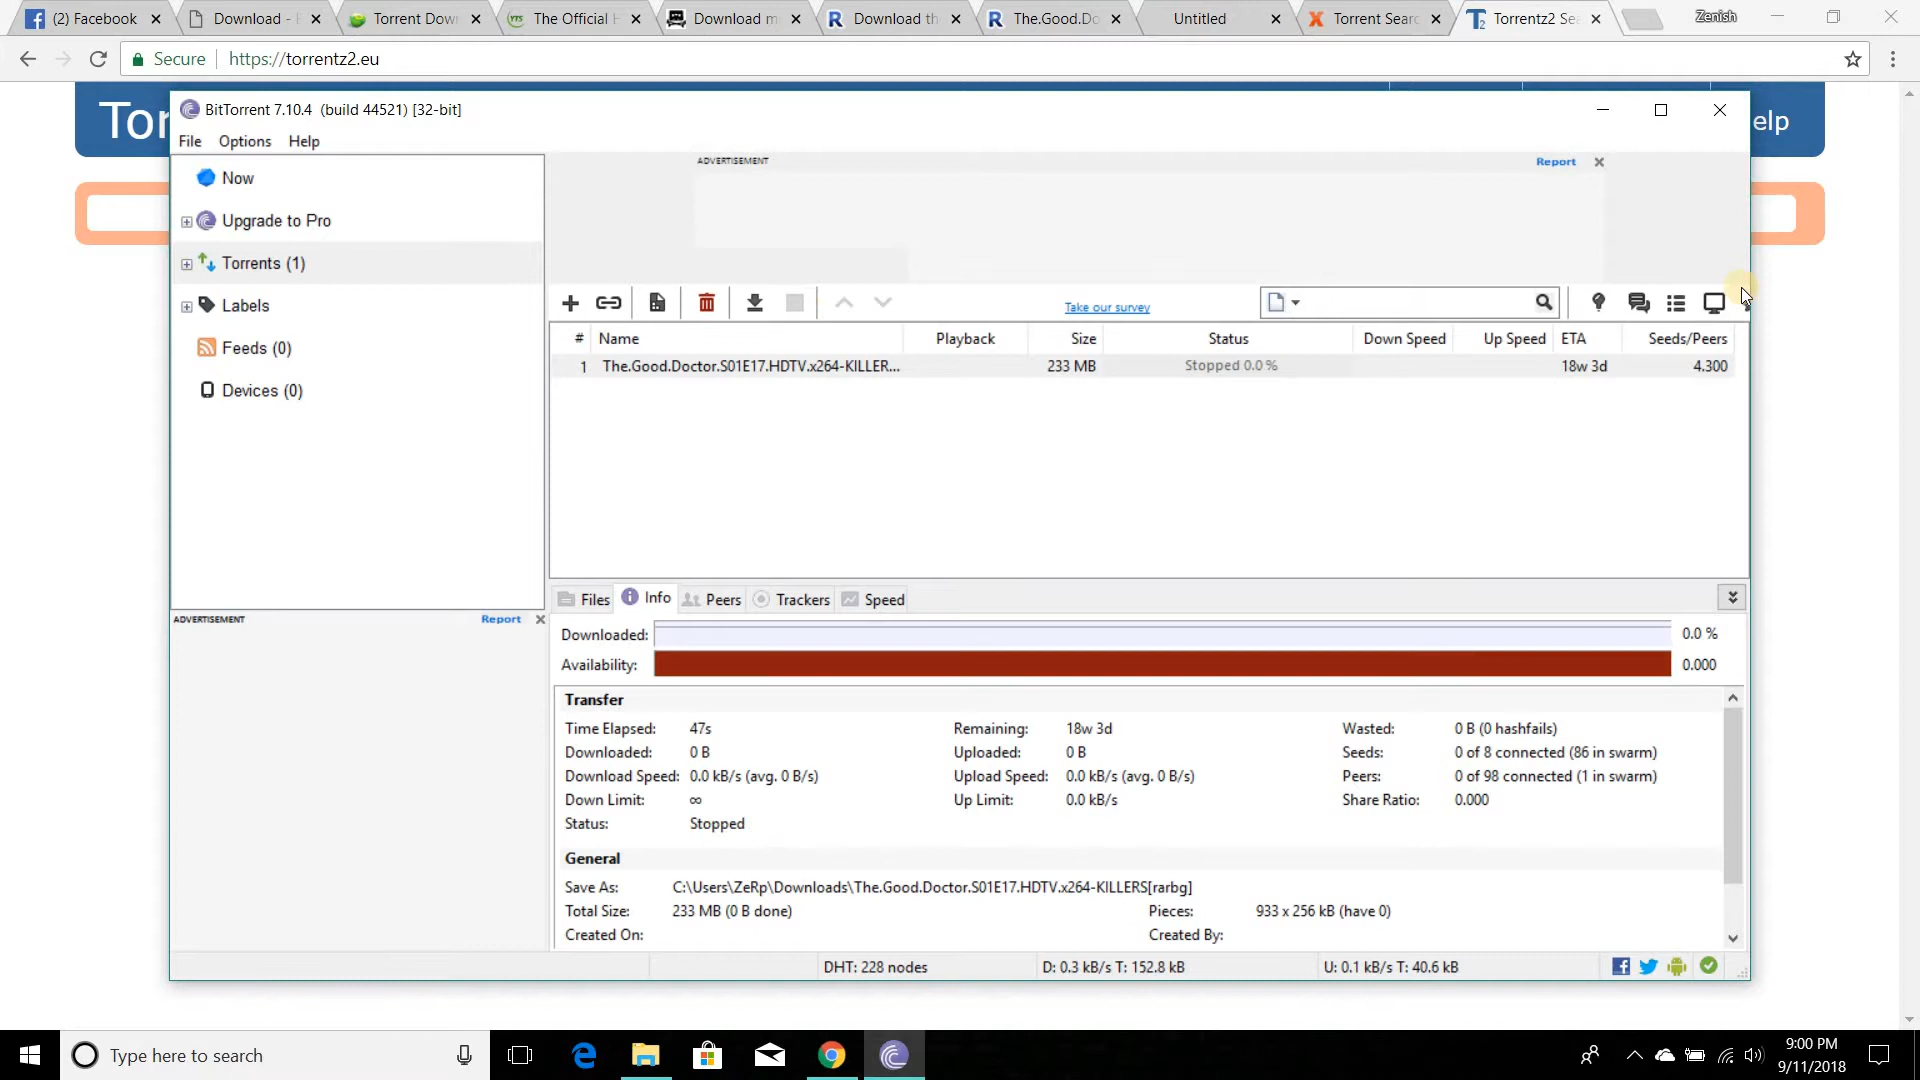 (2) Facebook
Download - E
Torrent Dow
The Official H
Download m
Download th
The.Good.Do
Untitled
Torrent Searc
Torrentz2 Sea
Zenish
Secure
https://torrentz2.eu
Tor
elp
BitTorrent 7.10.4 (build 44521) [32-bit]
File Options Help
Now
Upgrade to Pro
Torrents (1)
Labels
Feeds (0)
Devices (0)
ADVERTISEMENT
Report
ADVERTISEMENT
Report
Take our survey
# Name Playback Size Status Down Speed Up Speed ETA Seeds/Peers
1 The.Good.Doctor.S01E17.HDTV.x264-KILLER... 233 MB Stopped 0.0 % 18w 3d 4.300
Files Info Peers Trackers Speed
Downloaded: 0.0 %
Availability: 0.000
Transfer
Time Elapsed: 47s Remaining: 18w 3d Wasted: 0 B (0 hashfails)
Downloaded: 0 B Uploaded: 0 B Seeds: 0 of 8 connected (86 in swarm)
Download Speed: 0.0 kB/s (avg. 0 B/s) Upload Speed: 0.0 kB/s (avg. 0 B/s) Peers: 0 of 98 connected (1 in swarm)
Down Limit: ∞ Up Limit: 0.0 kB/s Share Ratio: 0.000
Status: Stopped
General
Save As: C:\Users\ZeRp\Downloads\The.Good.Doctor.S01E17.HDTV.x264-KILLERS[rarbg]
Total Size: 233 MB (0 B done) Pieces: 933 x 256 kB (have 0)
Created On: Created By:
DHT: 228 nodes D: 0.3 kB/s T: 152.8 kB U: 0.1 kB/s T: 40.6 kB
Type here to search
9:00 PM
9/11/2018